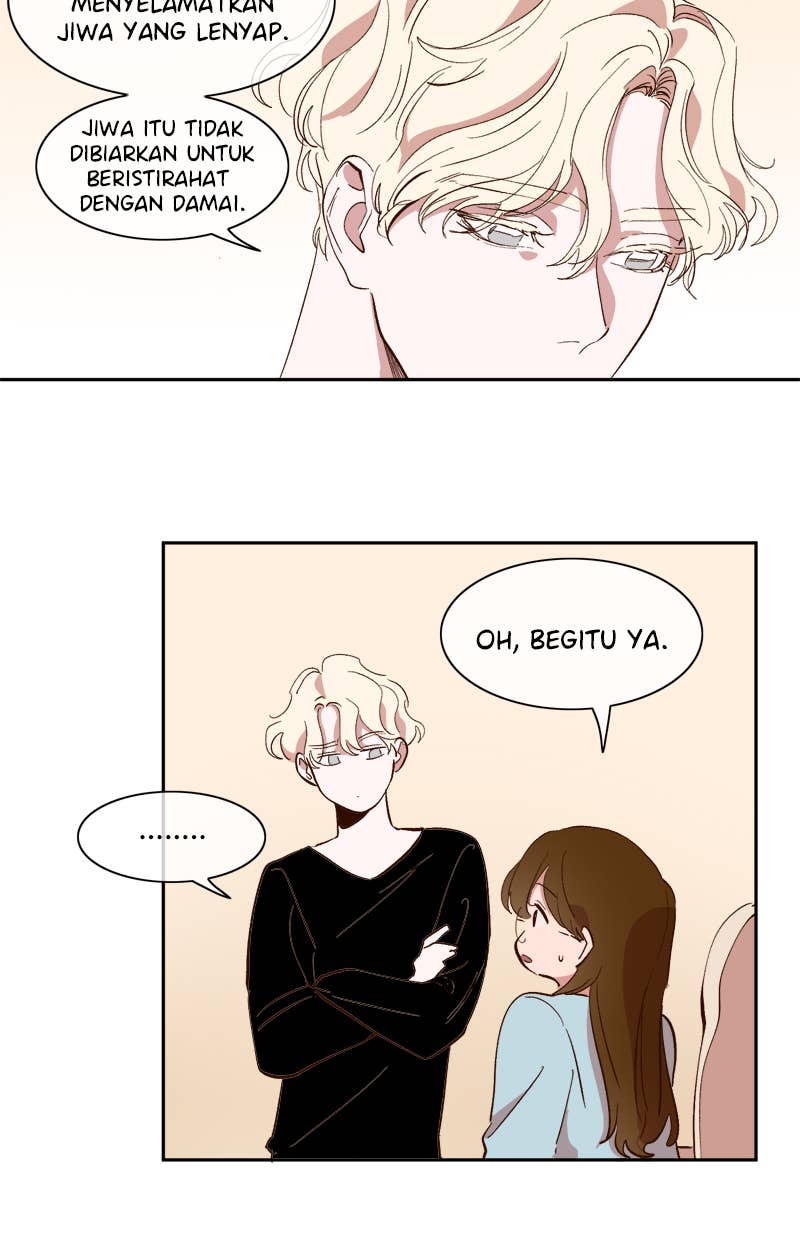 MENYELAMATKAN
JIWA YANG LENYAP.
JIWA ITU TIDAK
DIBIARKAN UNTUK
BERISTIRAHAT
DENGAN DAMAI.
OH, BEGITU YA.
........